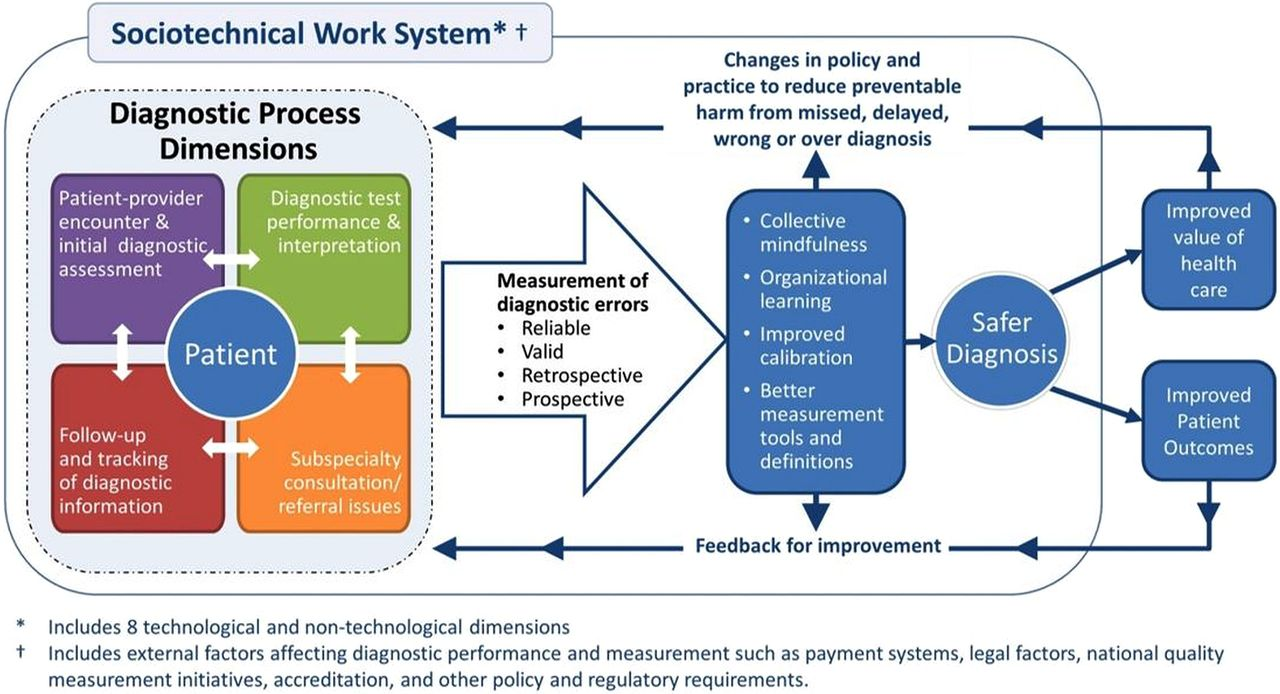 Sociotechnical Work System* †
Diagnostic Process
Dimensions
Patient-provider
encounter &
initial diagnostic
assessment
Diagnostic test
performance &
interpretation
Patient
Follow-up
and tracking
of diagnostic
information
Subspecialty
consultation/
referral issues
Measurement of
diagnostic errors
• Reliable
• Valid
• Retrospective
• Prospective
Changes in policy and
practice to reduce preventable
harm from missed, delayed,
wrong or over diagnosis
• Collective
mindfulness
• Organizational
learning
• Improved
calibration
• Better
measurement
tools and
definitions
Feedback for improvement
Safer
Diagnosis
Improved
value of
health
care
Improved
Patient
Outcomes
* Includes 8 technological and non-technological dimensions
† Includes external factors affecting diagnostic performance and measurement such as payment systems, legal factors, national quality
measurement initiatives, accreditation, and other policy and regulatory requirements.